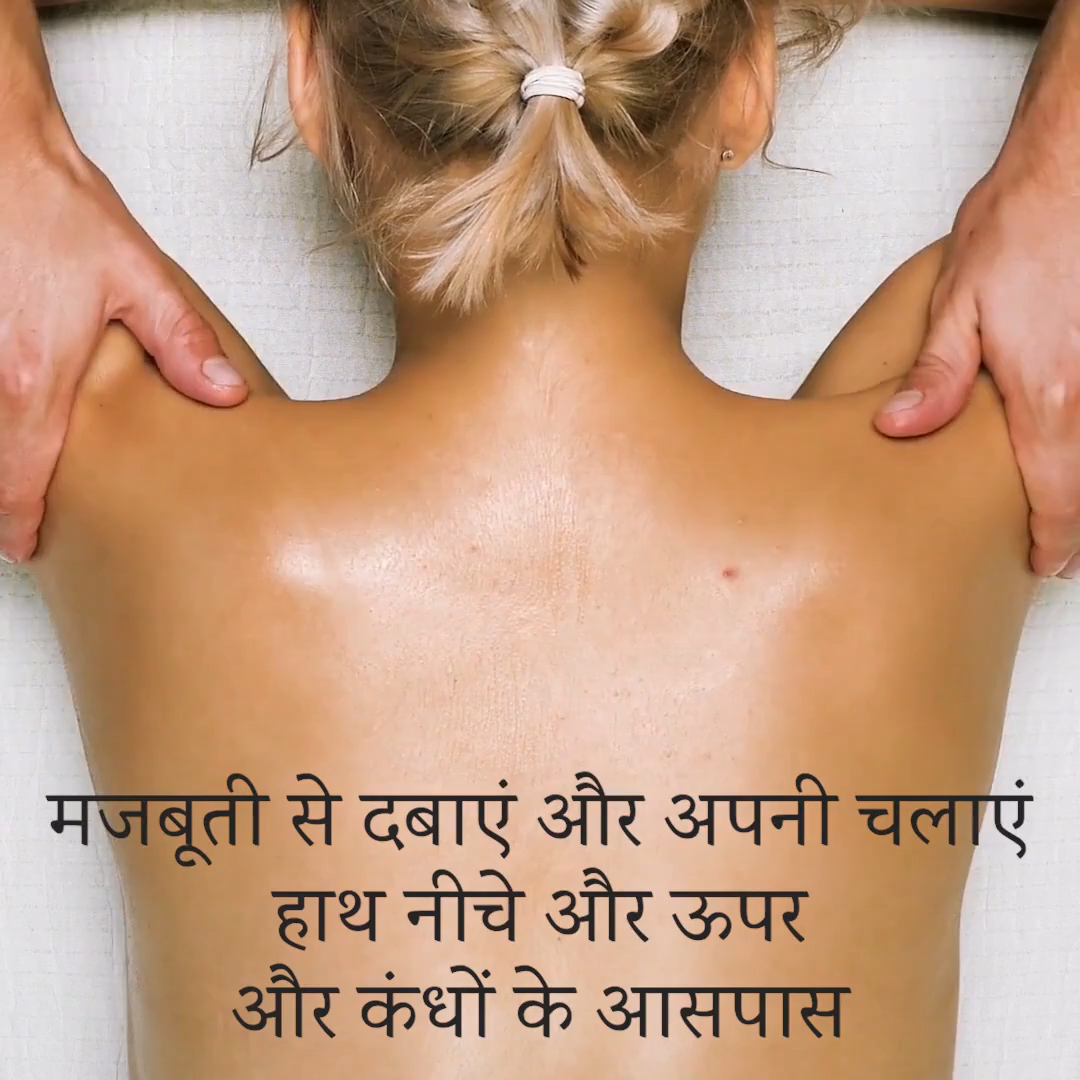 मजबूती से दबाएं और अपनी चलाएं
हाथ नीचे और ऊपर
और कंधों के आसपास